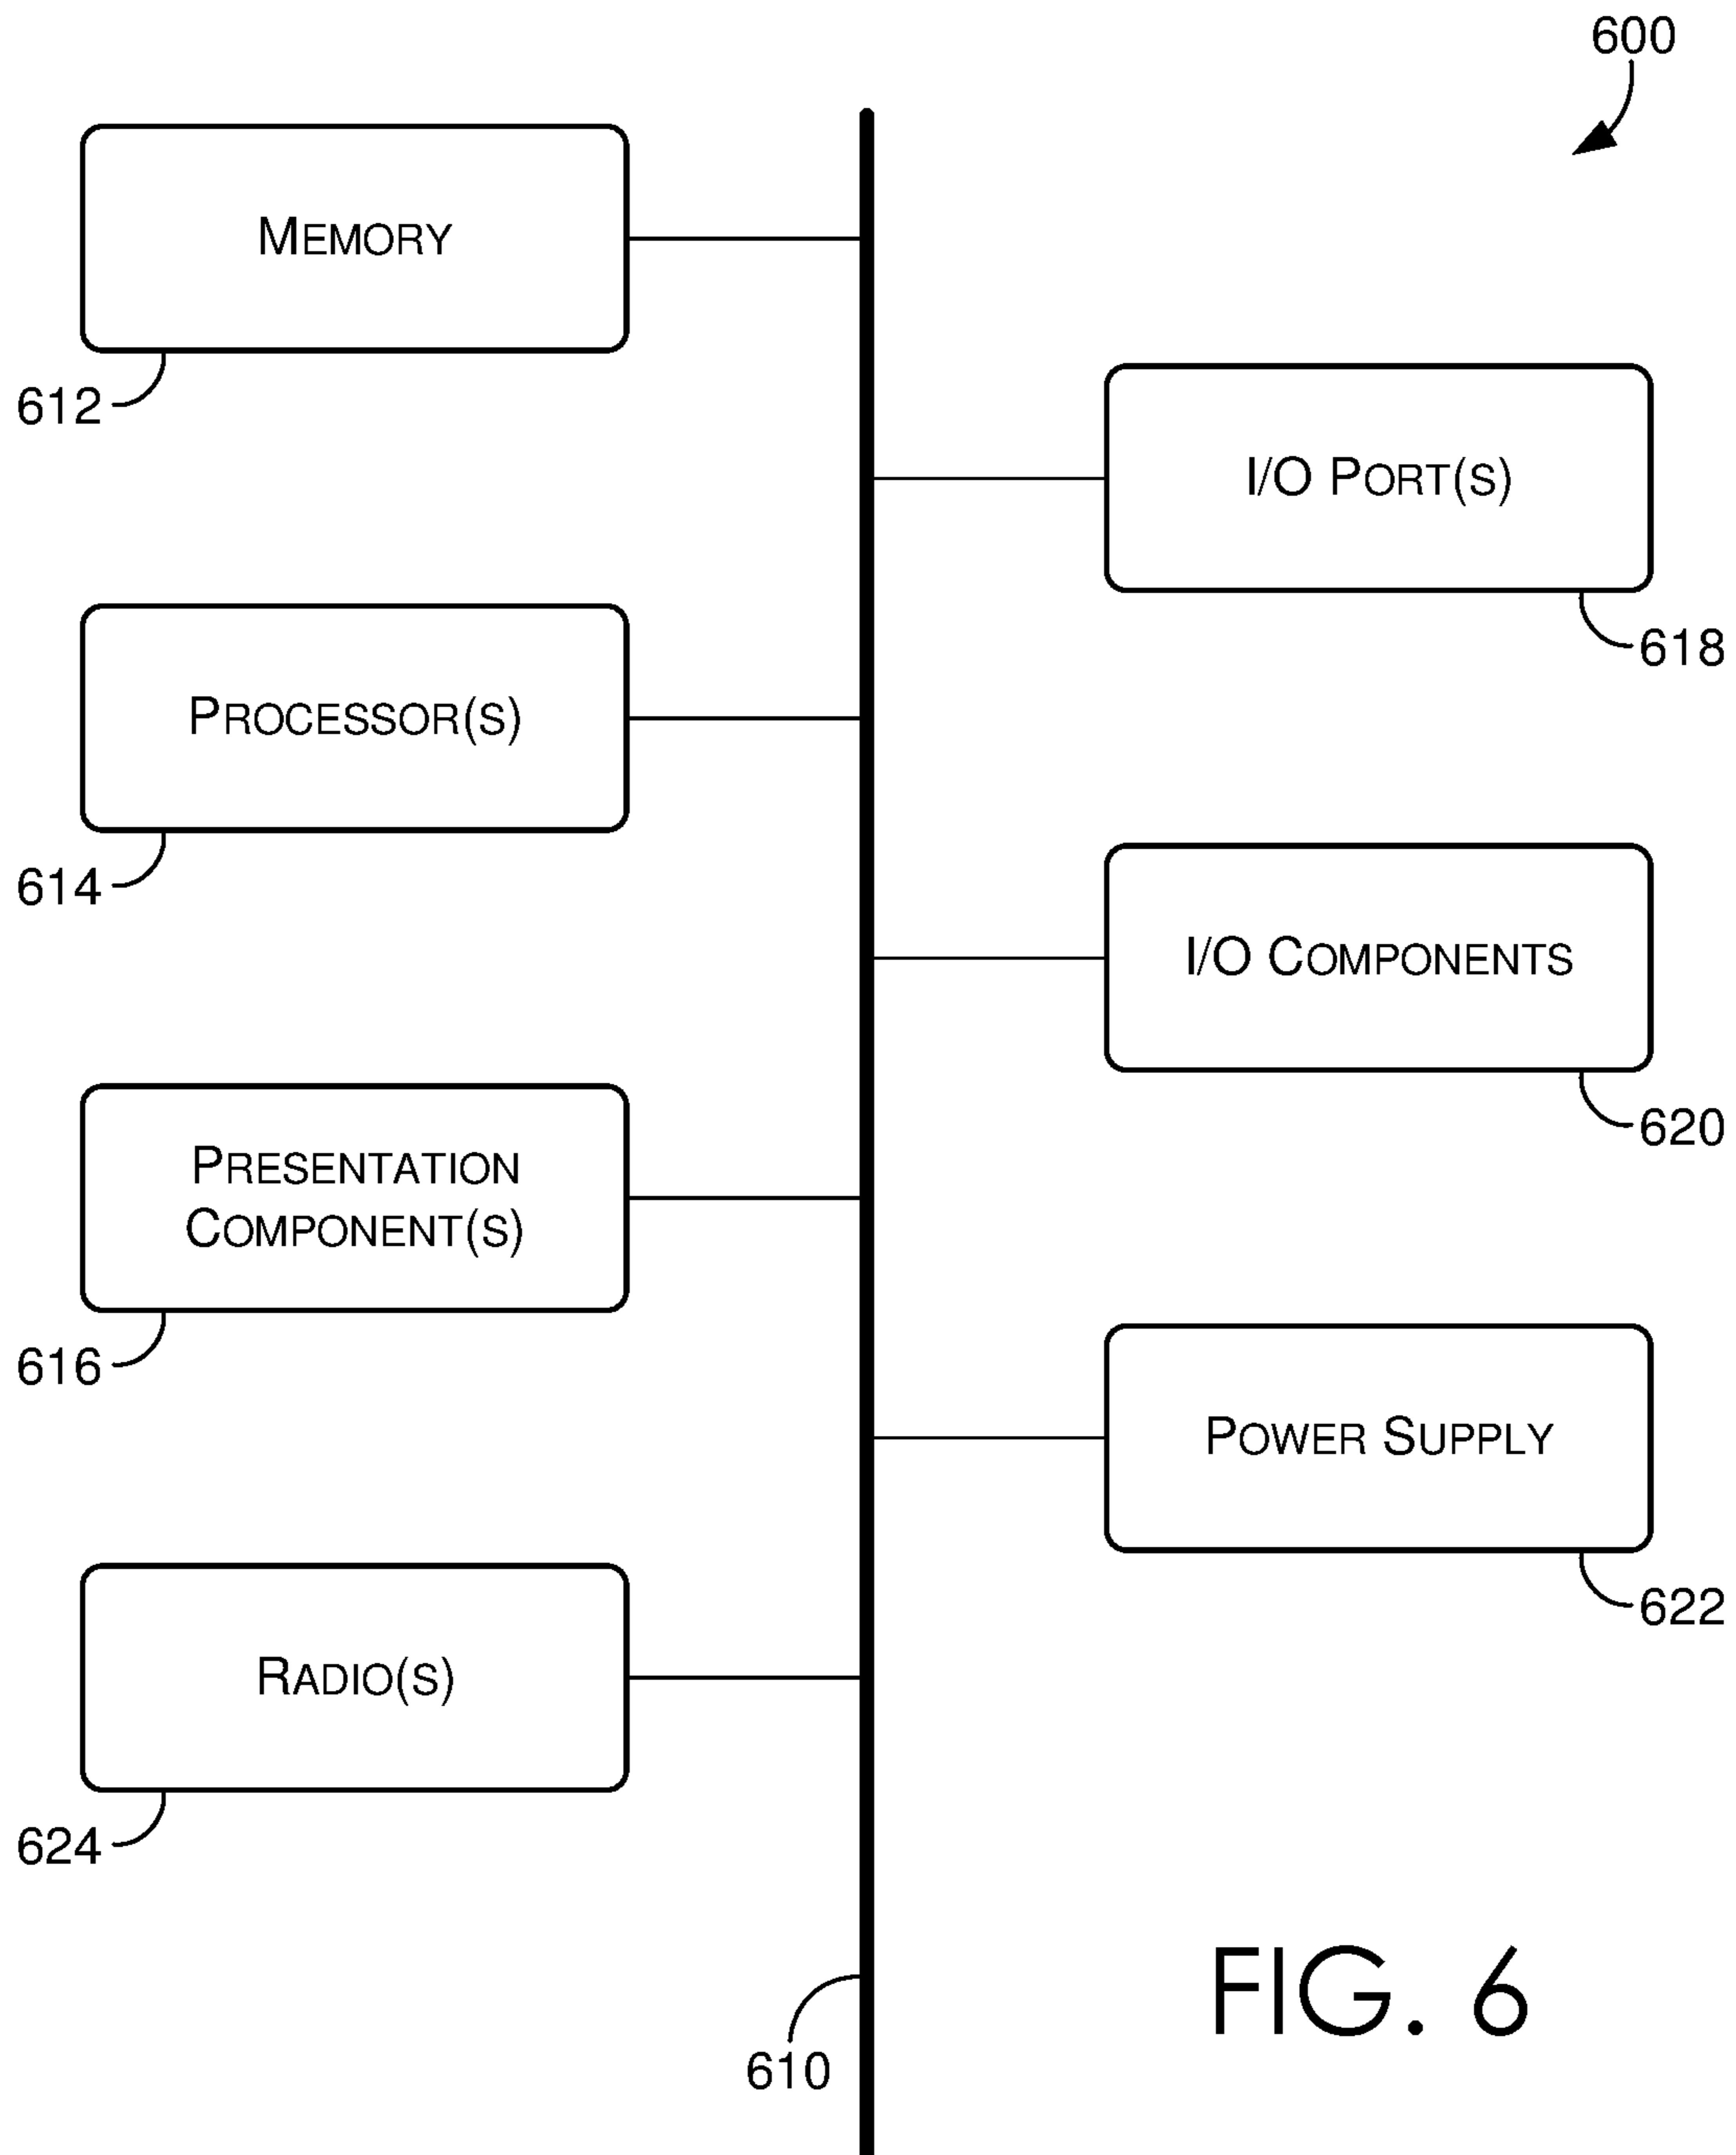 600
MEMORY
612
I/O PORT(S)
618
PROCESSOR(S)
614
I/O COMPONENTS
620
PRESENTATION
COMPONENT(S)
616
POWER SUPPLY
622
RADIO(S)
624
610
FIG. 6